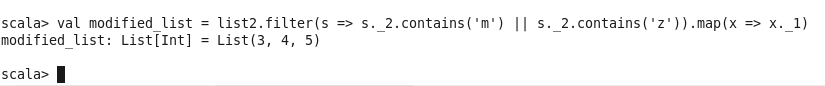 scala> val modified_list = list2.filter(s => s._2.contains('m') || s._2.contains('z')).map(x => x._1)
modified_list: List[Int] = List(3, 4, 5)
scala>